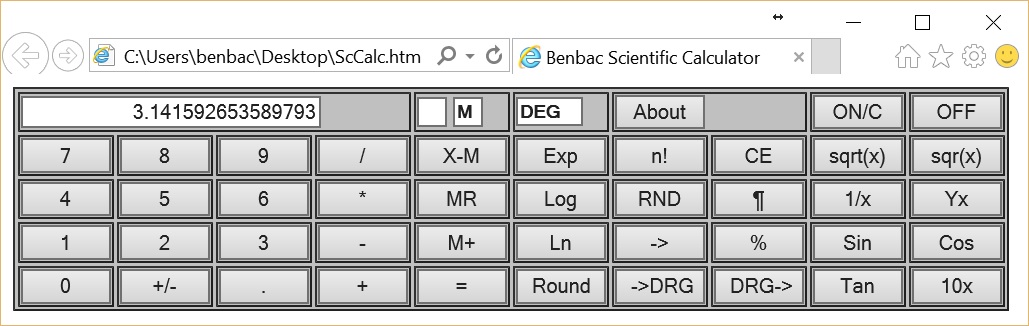 C:\Users\benbac\Desktop\ScCalc.htm Benbac Scientific Calculator
3.141592653589793 M DEG About ON/C OFF
7 8 9 / X-M Exp n! CE sqrt(x) sqr(x)
4 5 6 * MR Log RND ¶ 1/x Yx
1 2 3 - M+ Ln -> % Sin Cos
0 +/- . + = Round ->DRG DRG-> Tan 10x